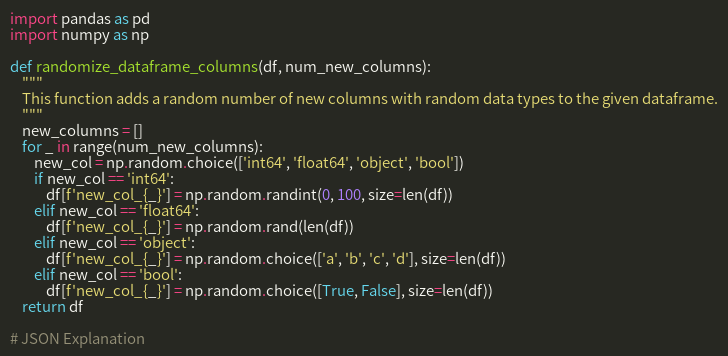 import pandas as pd
import numpy as np

def randomize_dataframe_columns(df, num_new_columns):
    """
    This function adds a random number of new columns with random data types to the given dataframe.
    """
    new_columns = []
    for _ in range(num_new_columns):
        new_col = np.random.choice(['int64', 'float64', 'object', 'bool'])
        if new_col == 'int64':
            df[f'new_col_{_}'] = np.random.randint(0, 100, size=len(df))
        elif new_col == 'float64':
            df[f'new_col_{_}'] = np.random.rand(len(df))
        elif new_col == 'object':
            df[f'new_col_{_}'] = np.random.choice(['a', 'b', 'c', 'd'], size=len(df))
        elif new_col == 'bool':
            df[f'new_col_{_}'] = np.random.choice([True, False], size=len(df))
    return df

# JSON Explanation